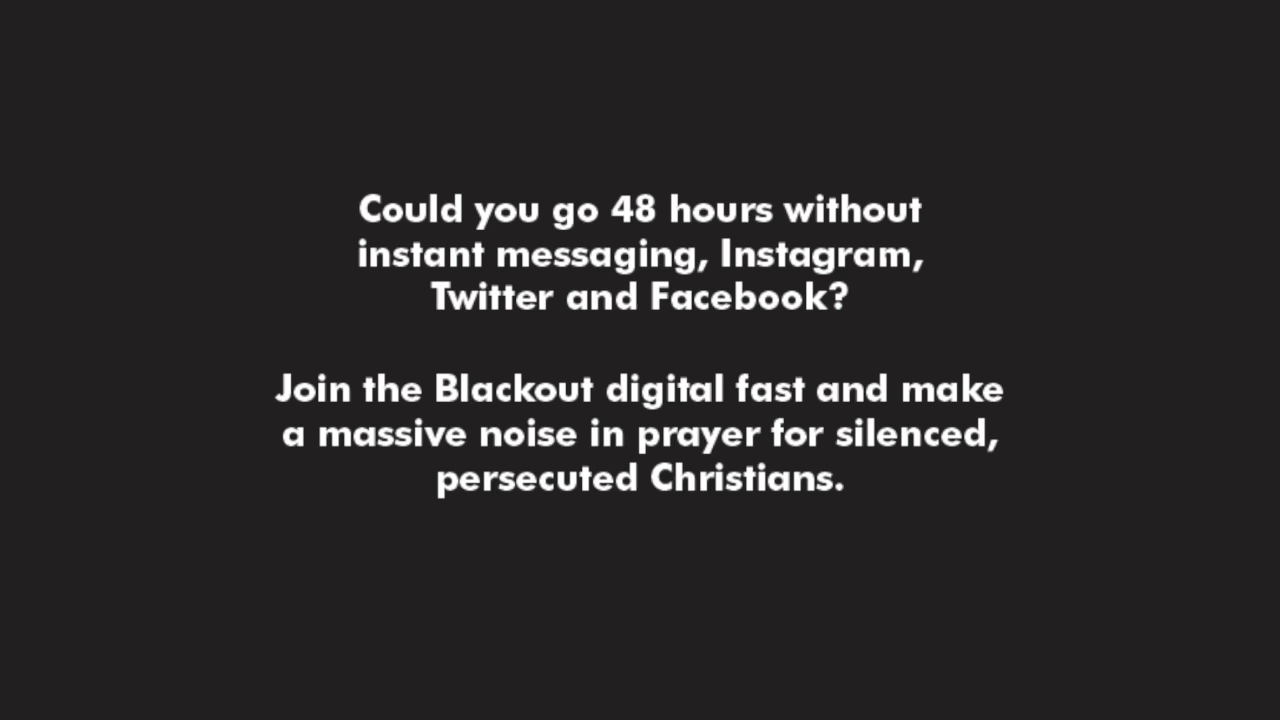 Could you go 48 hours without
instant messaging, Instagram,
Twitter and Facebook?
Join the Blackout digital fast and make
a massive noise in prayer for silenced,
persecuted Christians.